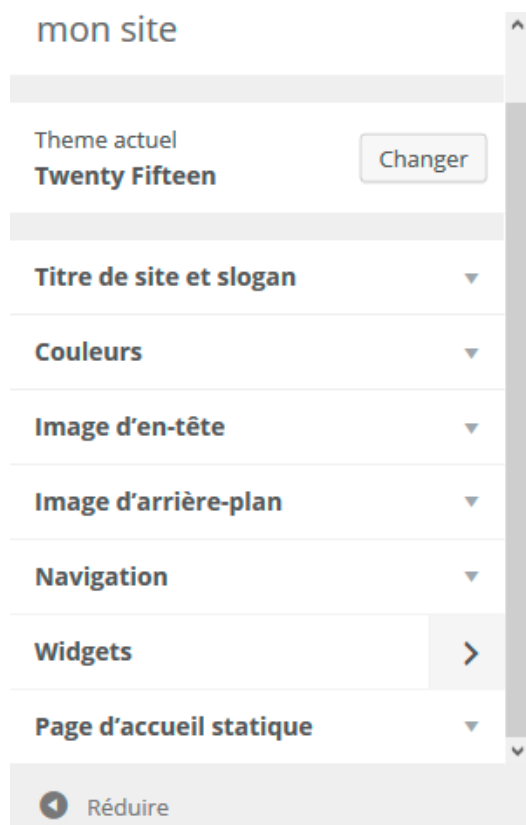 mon site
Theme actuel
Twenty Fifteen
Changer
Titre de site et slogan
Couleurs
Image d’en-tête
Image d’arrière-plan
Navigation
Widgets
Page d’accueil statique
Réduire